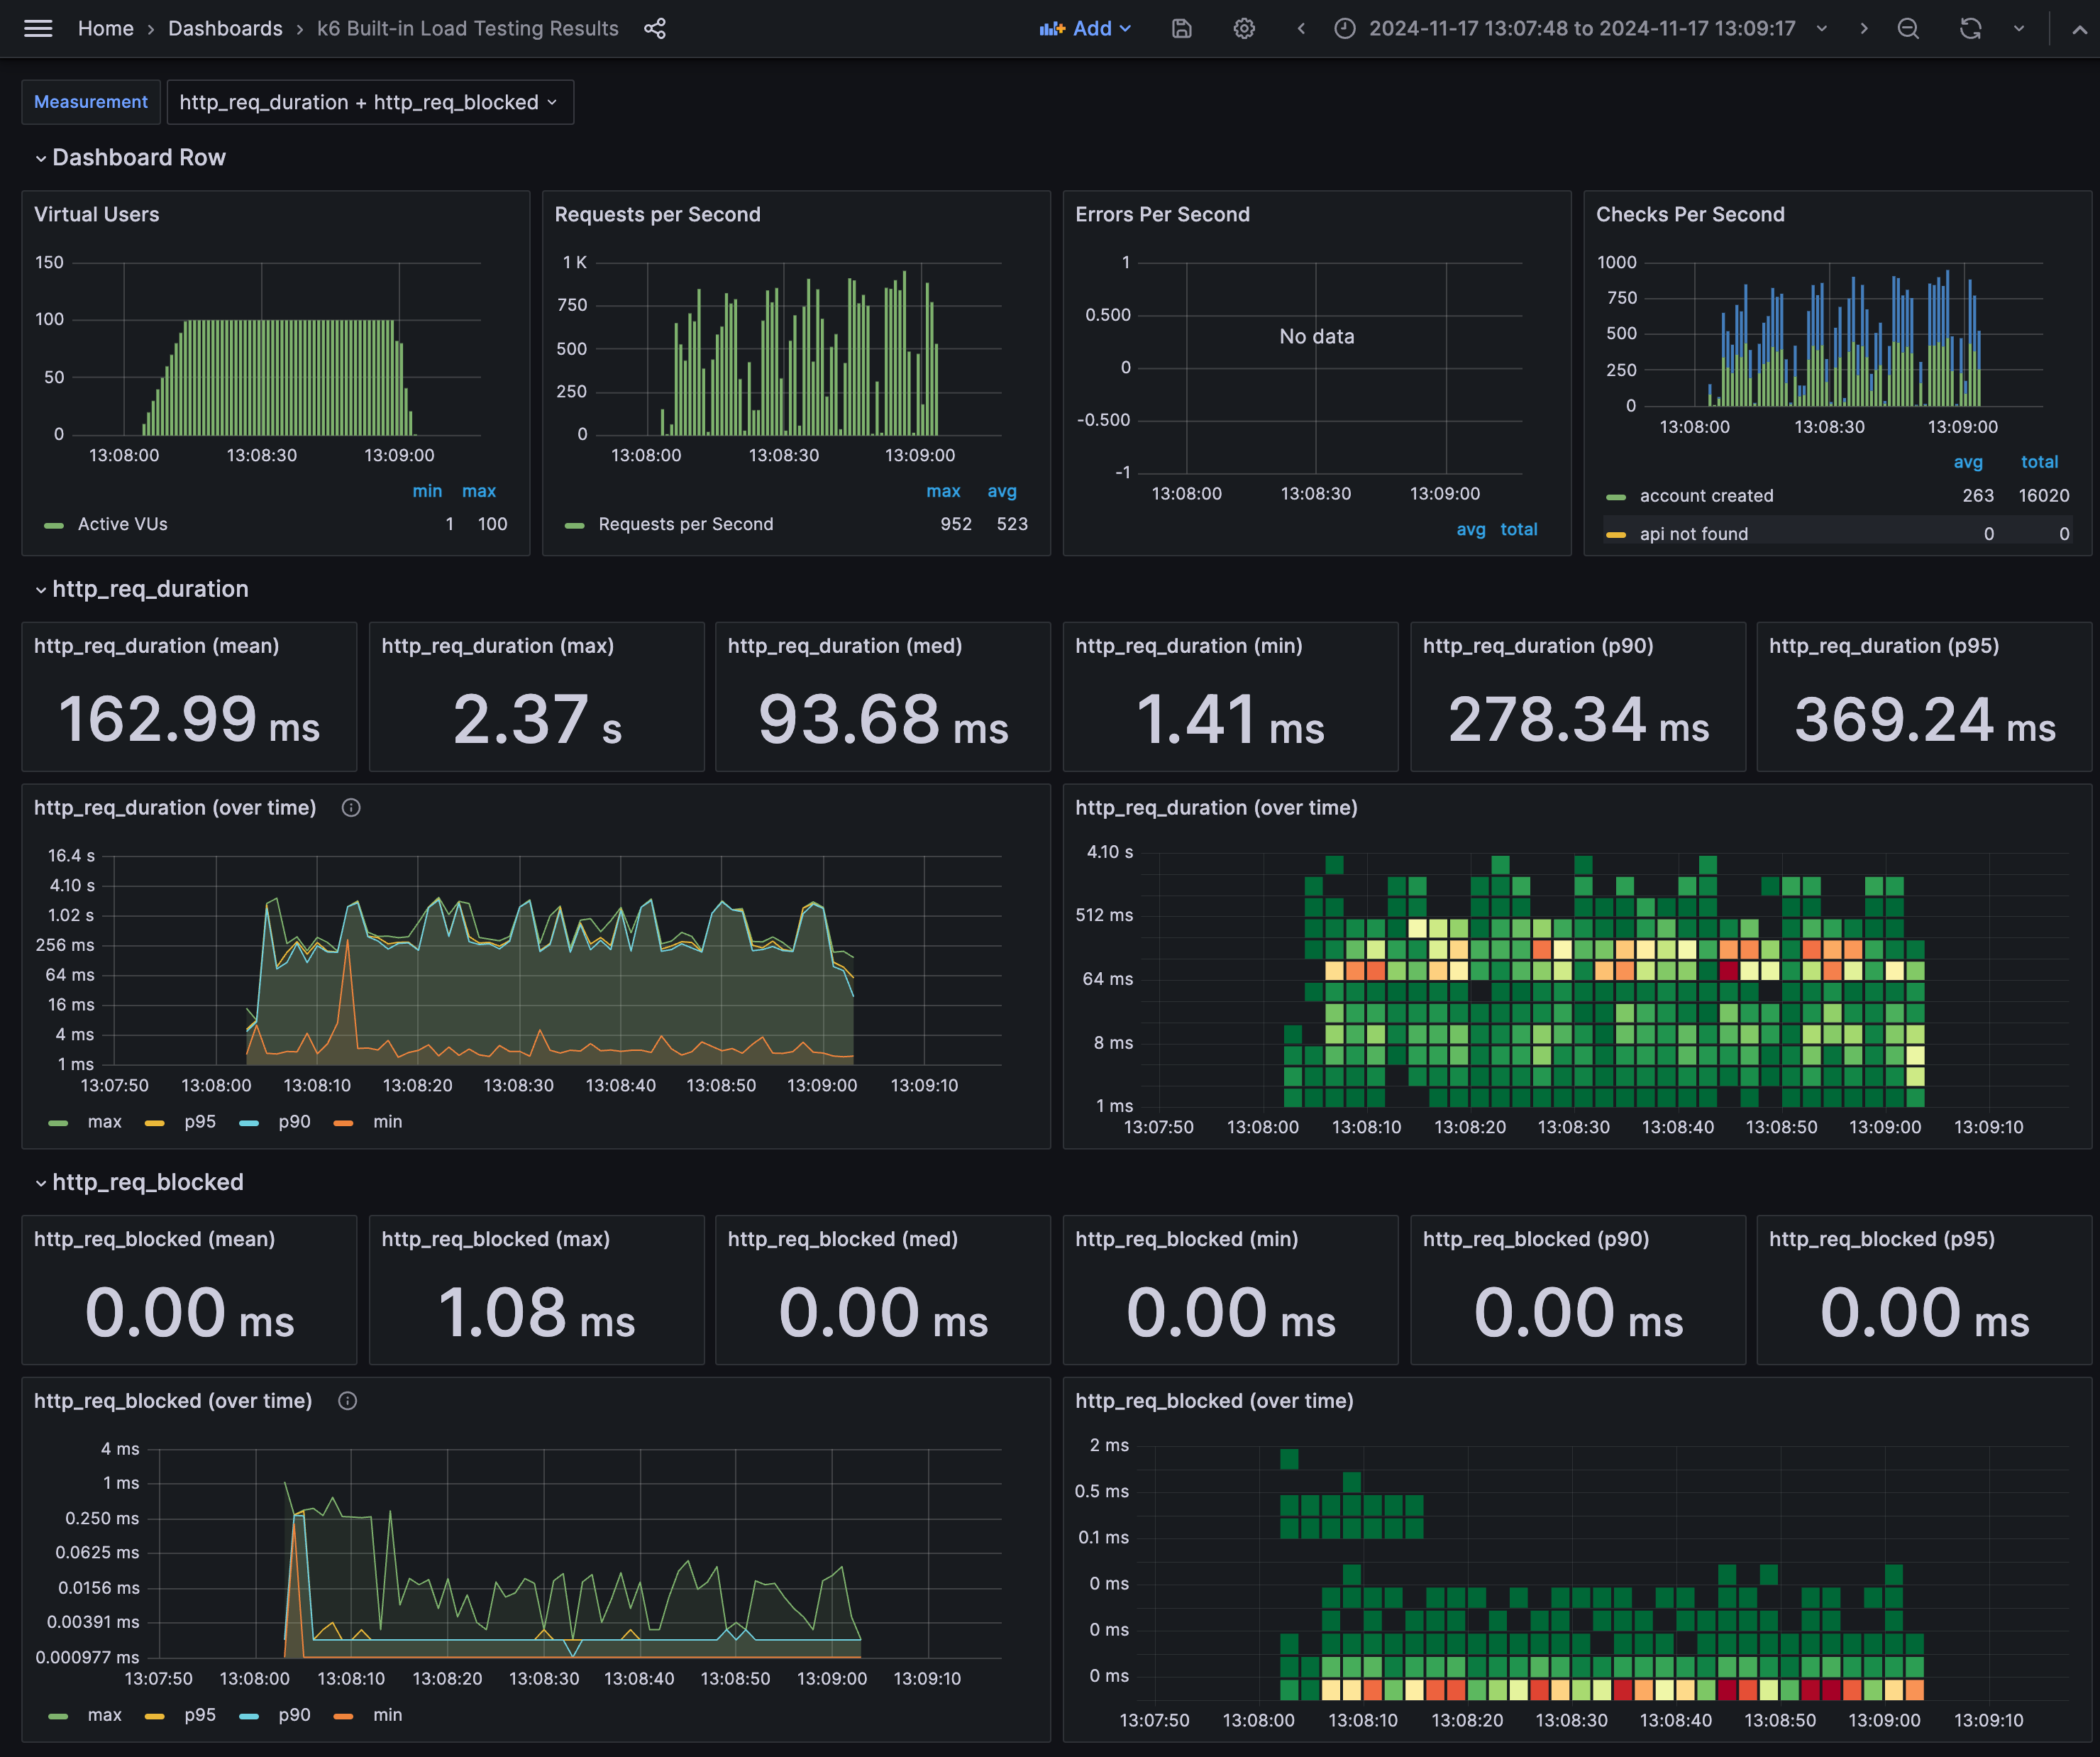 Home › Dashboards › k6 Built-in Load Testing Results Add 2024-11-17 13:07:48 to 2024-11-17 13:09:17
Measurement http_req_duration + http_req_blocked
Dashboard Row
Virtual Users
150
100
50
0
13:08:00 13:08:30 13:09:00
min max
Active VUs 1 100
Requests per Second
1 K
750
500
250
0
13:08:00 13:08:30 13:09:00
max avg
Requests per Second 952 523
Errors Per Second
1
0.500
0
-0.500
-1
No data
13:08:00 13:08:30 13:09:00
avg total
Checks Per Second
1000
750
500
250
0
13:08:00 13:08:30 13:09:00
avg total
account created 263 16020
api not found 0 0
http_req_duration
http_req_duration (mean)
162.99 ms
http_req_duration (max)
2.37 s
http_req_duration (med)
93.68 ms
http_req_duration (min)
1.41 ms
http_req_duration (p90)
278.34 ms
http_req_duration (p95)
369.24 ms
http_req_duration (over time)
16.4 s
4.10 s
1.02 s
256 ms
64 ms
16 ms
4 ms
1 ms
13:07:50 13:08:00 13:08:10 13:08:20 13:08:30 13:08:40 13:08:50 13:09:00 13:09:10
max p95 p90 min
http_req_duration (over time)
4.10 s
512 ms
64 ms
8 ms
1 ms
13:07:50 13:08:00 13:08:10 13:08:20 13:08:30 13:08:40 13:08:50 13:09:00 13:09:10
http_req_blocked
http_req_blocked (mean)
0.00 ms
http_req_blocked (max)
1.08 ms
http_req_blocked (med)
0.00 ms
http_req_blocked (min)
0.00 ms
http_req_blocked (p90)
0.00 ms
http_req_blocked (p95)
0.00 ms
http_req_blocked (over time)
4 ms
1 ms
0.250 ms
0.0625 ms
0.0156 ms
0.00391 ms
0.000977 ms
13:07:50 13:08:00 13:08:10 13:08:20 13:08:30 13:08:40 13:08:50 13:09:00 13:09:10
max p95 p90 min
http_req_blocked (over time)
2 ms
0.5 ms
0.1 ms
0 ms
0 ms
0 ms
13:07:50 13:08:00 13:08:10 13:08:20 13:08:30 13:08:40 13:08:50 13:09:00 13:09:10